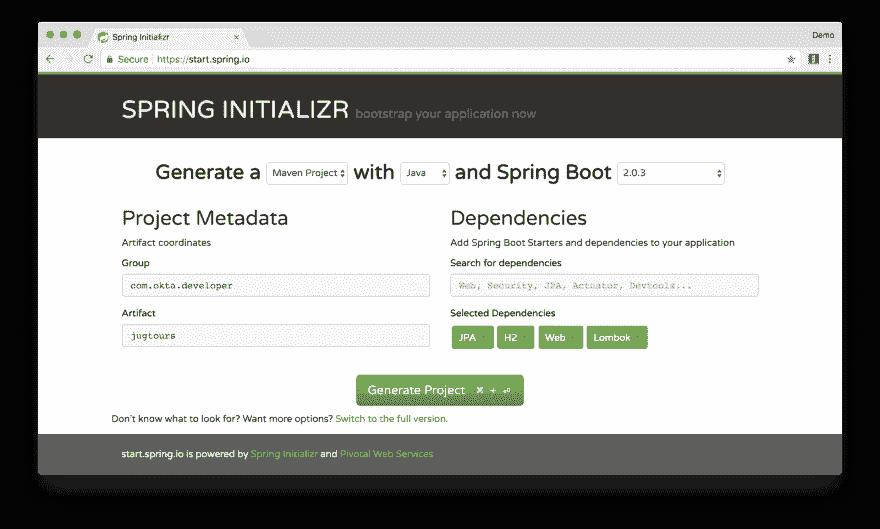 Spring Initializr
Demo
Secure https://start.spring.io
SPRING INITIALIZR bootstrap your application now
Generate a Maven Project with Java and Spring Boot 2.0.3
Project Metadata
Artifact coordinates
Group
com.okta.developer
Artifact
jugtours
Dependencies
Add Spring Boot Starters and dependencies to your application
Search for dependencies
Web, Security, JPA, Actuator, Devtools...
Selected Dependencies
JPA H2 Web Lombok
Generate Project ⌘ + ⏎
Don't know what to look for? Want more options? Switch to the full version.
start.spring.io is powered by Spring Initializr and Pivotal Web Services